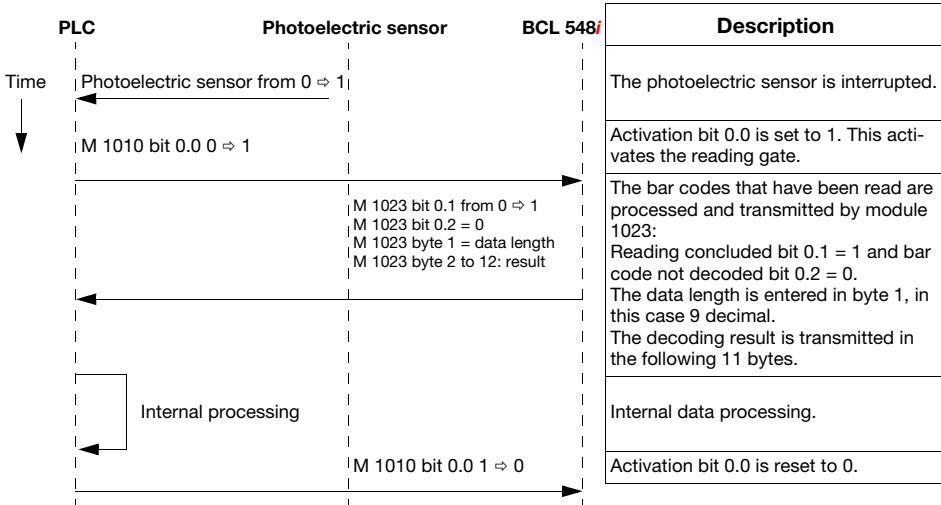 PLC Photoelectric sensor BCL 548i
Description
Time
Photoelectric sensor from 0 ⇨ 1
The photoelectric sensor is interrupted.
M 1010 bit 0.0 0 ⇨ 1
Activation bit 0.0 is set to 1. This acti-
vates the reading gate.
M 1023 bit 0.1 from 0 ⇨ 1
M 1023 bit 0.2 = 0
M 1023 byte 1 = data length
M 1023 byte 2 to 12: result
The bar codes that have been read are
processed and transmitted by module
1023:
Reading concluded bit 0.1 = 1 and bar
code not decoded bit 0.2 = 0.
The data length is entered in byte 1, in
this case 9 decimal.
The decoding result is transmitted in
the following 11 bytes.
Internal processing
Internal data processing.
M 1010 bit 0.0 1 ⇨ 0
Activation bit 0.0 is reset to 0.